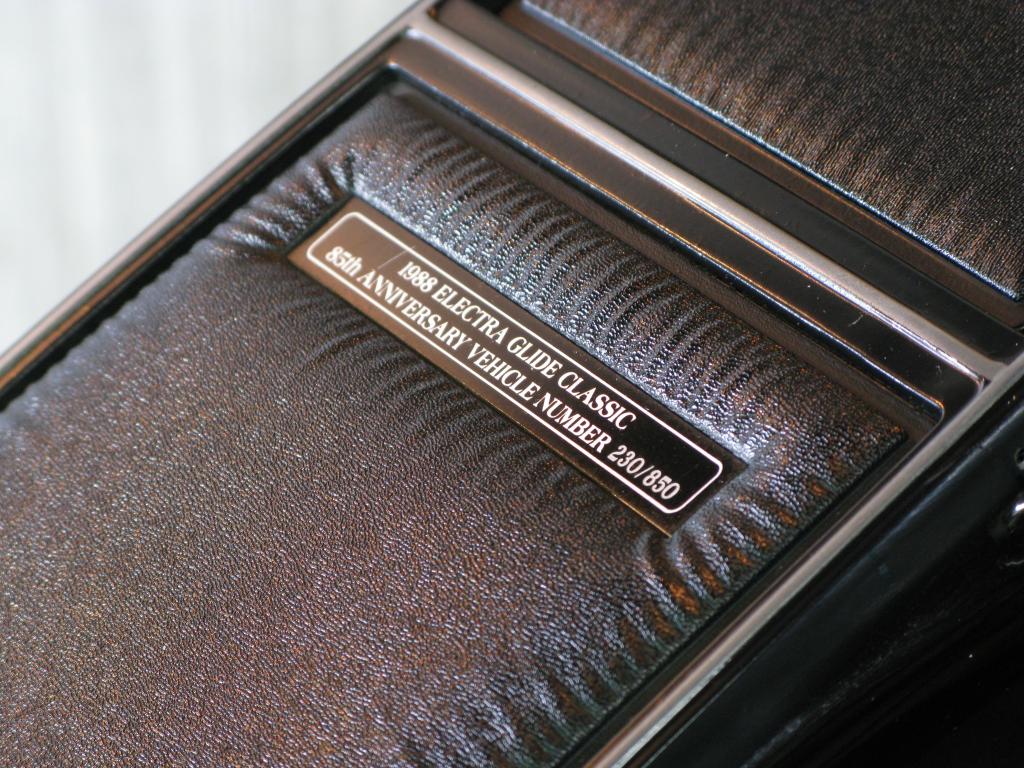 1988 ELECTRA GLIDE CLASSIC
85th ANNIVERSARY VEHICLE NUMBER 230/850